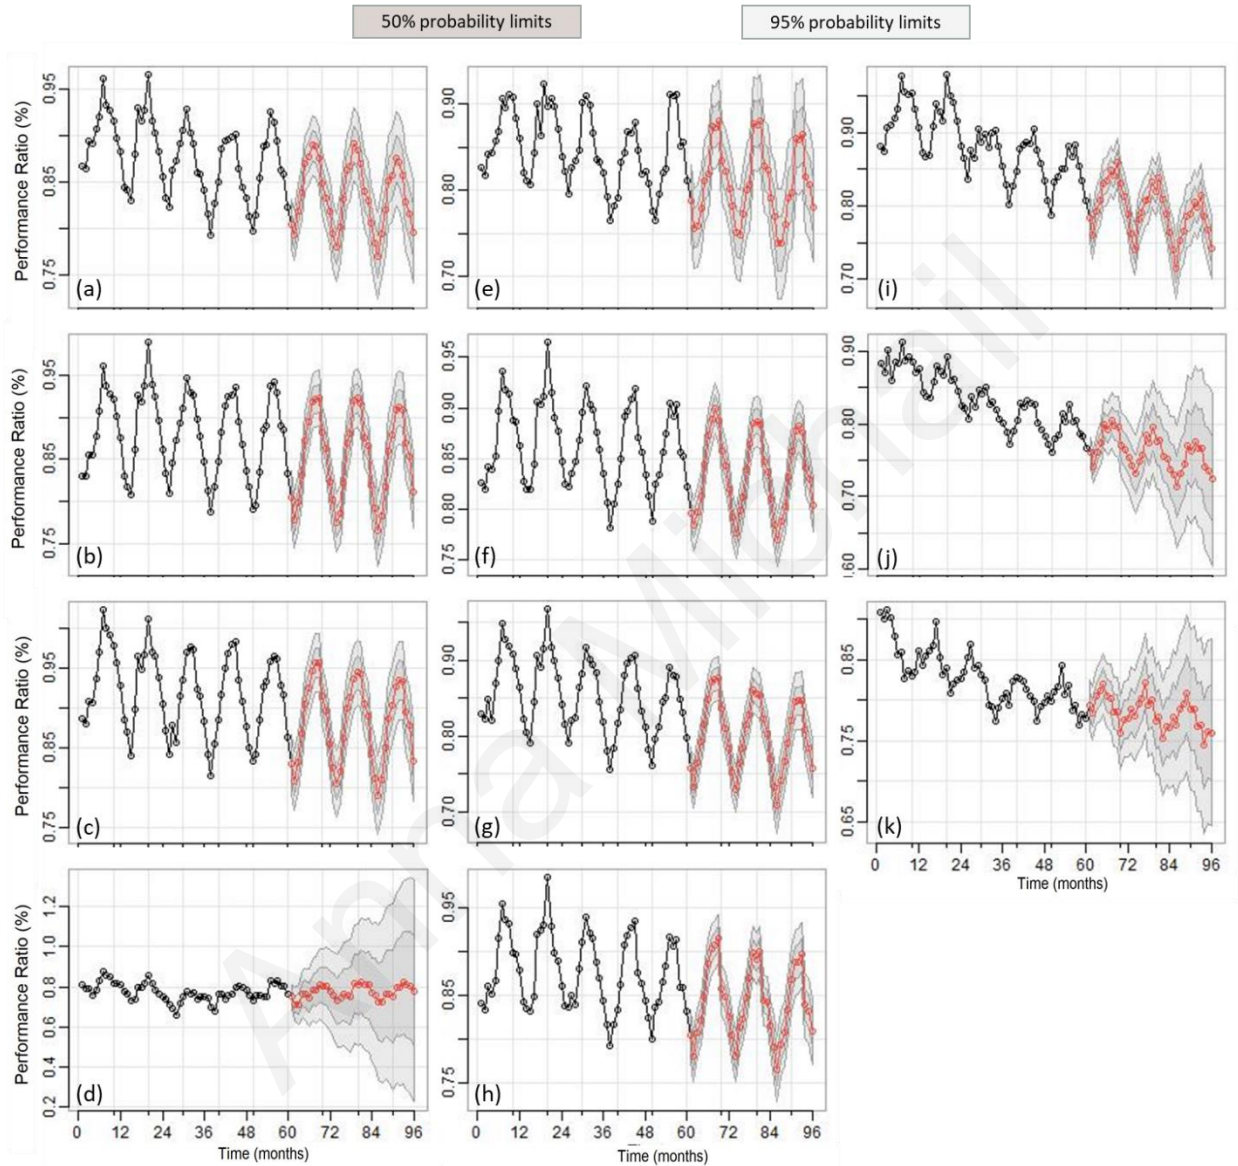 50% probability limits 95% probability limits
Performance Ratio (%)
0.95
0.85
0.75
(a)
0.90
0.80
0.70
(e)
0.90
0.80
0.70
(i)
Performance Ratio (%)
0.95
0.85
0.75
(b)
0.95
0.90
0.85
0.80
0.75
(f)
0.90
0.80
0.70
.60
(j)
Performance Ratio (%)
0.95
0.85
0.75
(c)
0.90
0.80
0.70
(g)
0.85
0.75
0.65
(k)
0 12 24 36 48 60 72 84 96
Time (months)
Performance Ratio (%)
1.2
1.0
0.8
0.6
0.4
0.2
(d)
0 12 24 36 48 60 72 84 96
Time (months)
0.95
0.85
0.75
(h)
0 12 24 36 48 60 72 84 96
Time (months)
Anna Michail